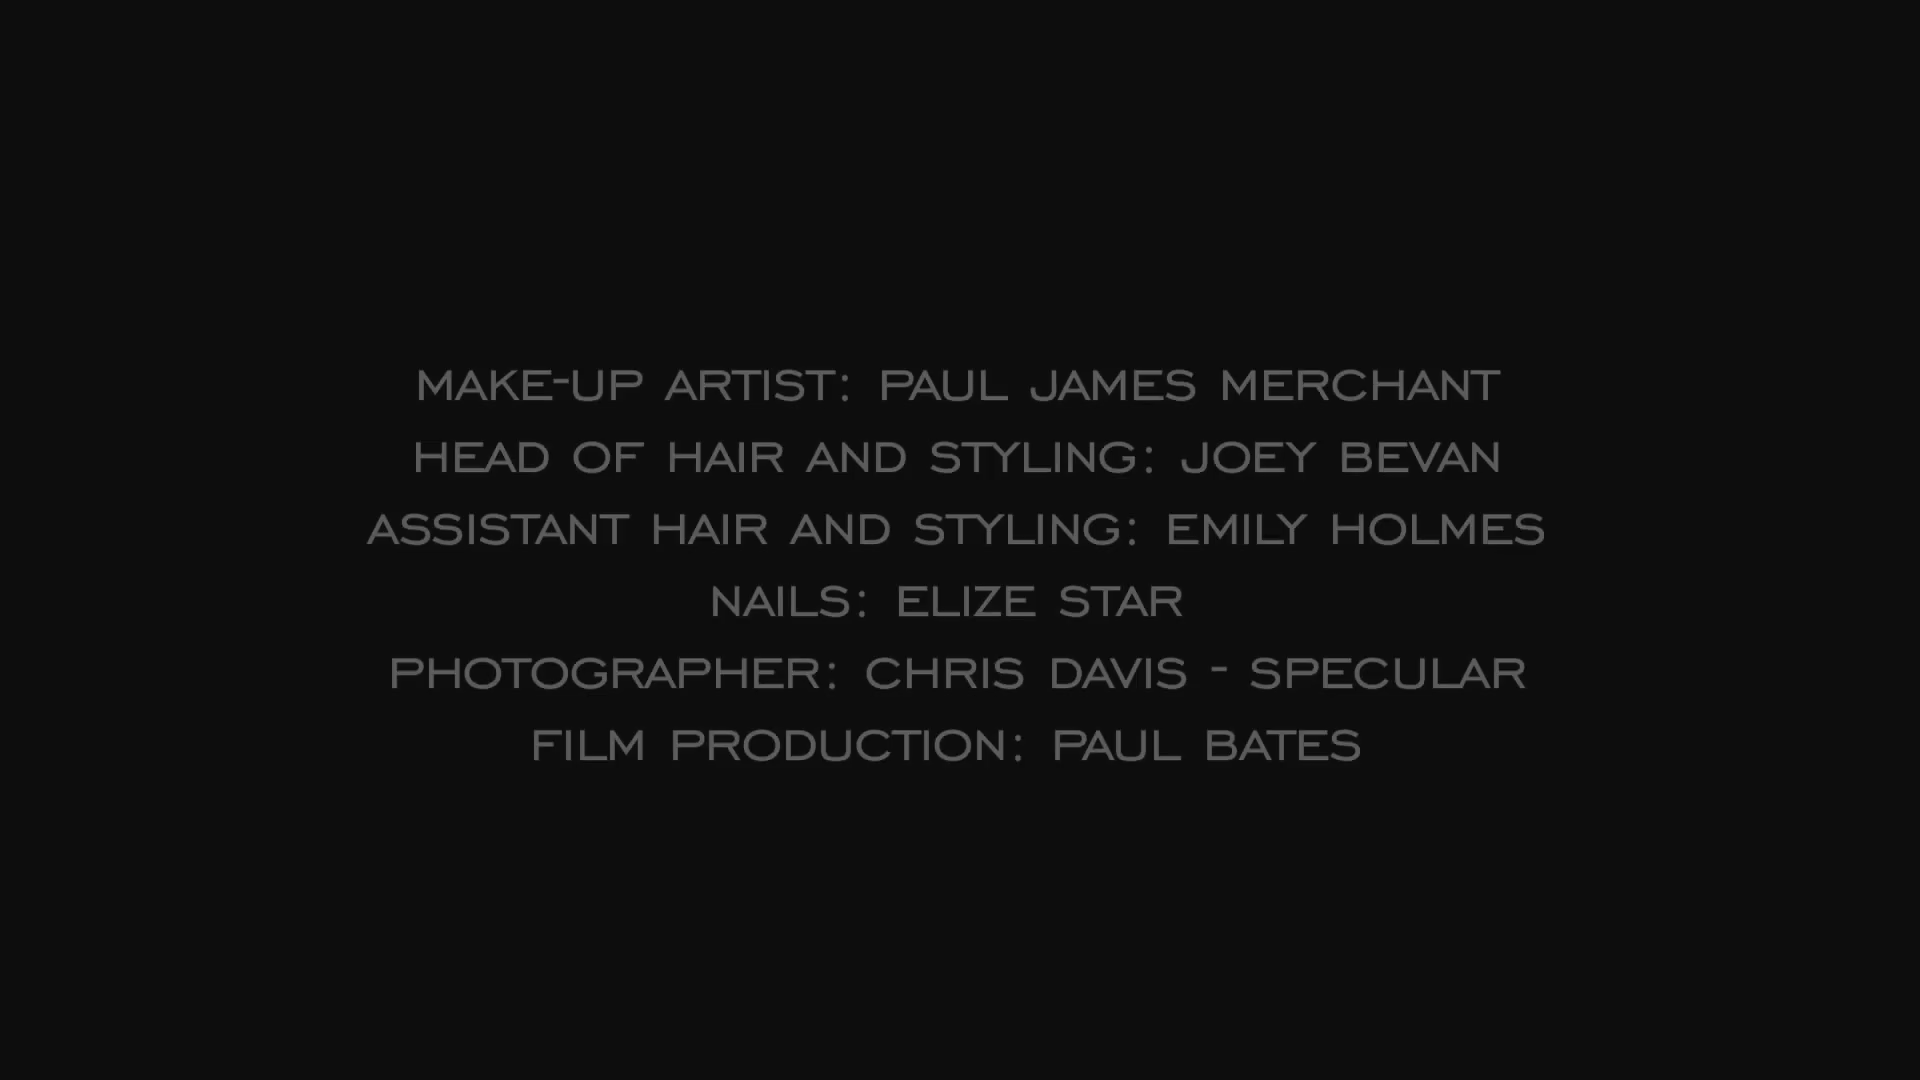 MAKE-UP ARTIST: PAUL JAMES MERCHANT
HEAD OF HAIR AND STYLING: JOEY BEVAN
ASSISTANT HAIR AND STYLING: EMILY HOLMES
NAILS: ELIZE STAR
PHOTOGRAPHER: CHRIS DAVIS - SPECULAR
FILM PRODUCTION: PAUL BATES